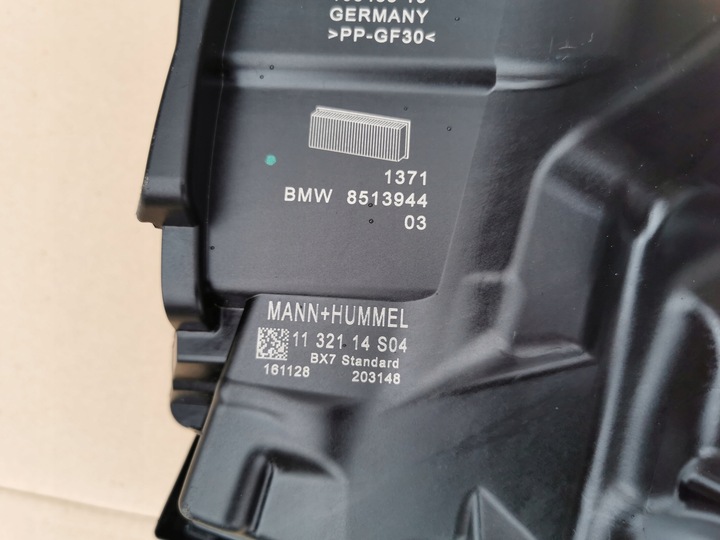 GERMANY
>PP-GF30<
1371
BMW 8513944
03
MANN+HUMMEL
11 321 14 S04
BX7 Standard
161128 203148